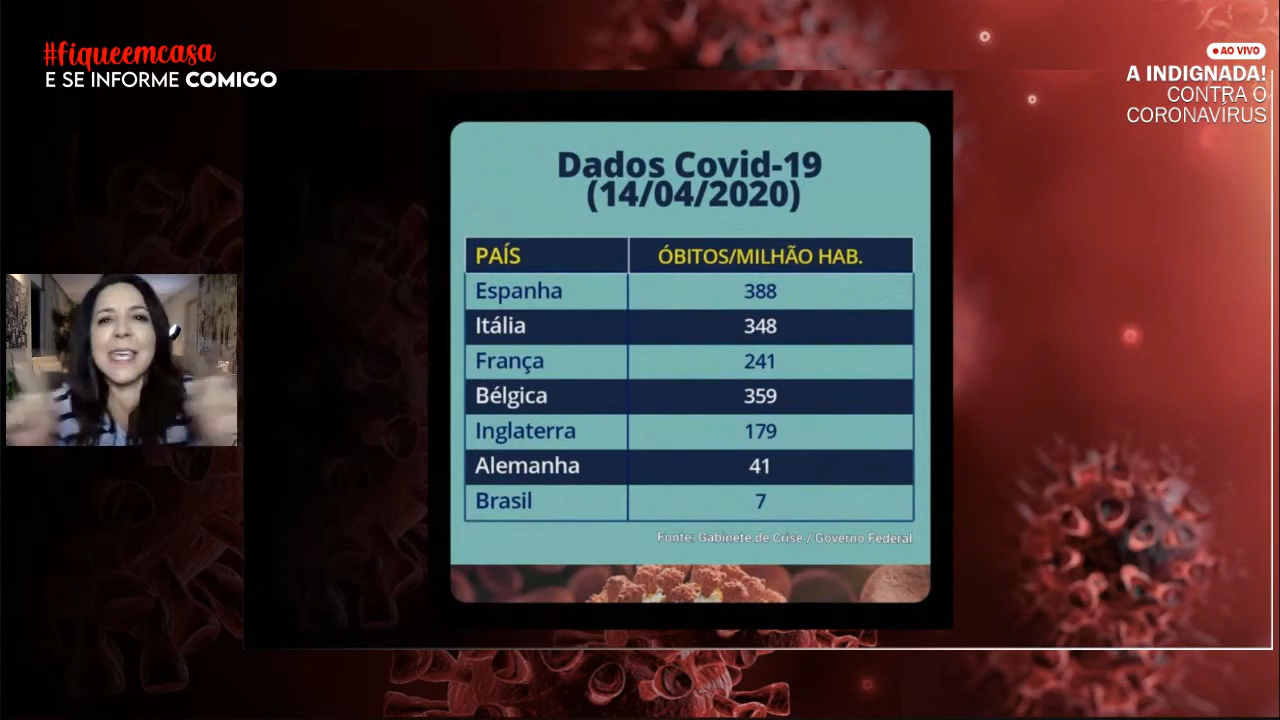 #fiqueemcasa
E SE INFORME COMIGO
AO VIVO
A INDIGNADA!
CONTRA O
CORONAVÍRUS
Dados Covid-19
(14/04/2020)
PAÍS ÓBITOS/MILHÃO HAB.
Espanha 388
Itália 348
França 241
Bélgica 359
Inglaterra 179
Alemanha 41
Brasil 7
Fonte: Gabinete de Crise / Governo Federal